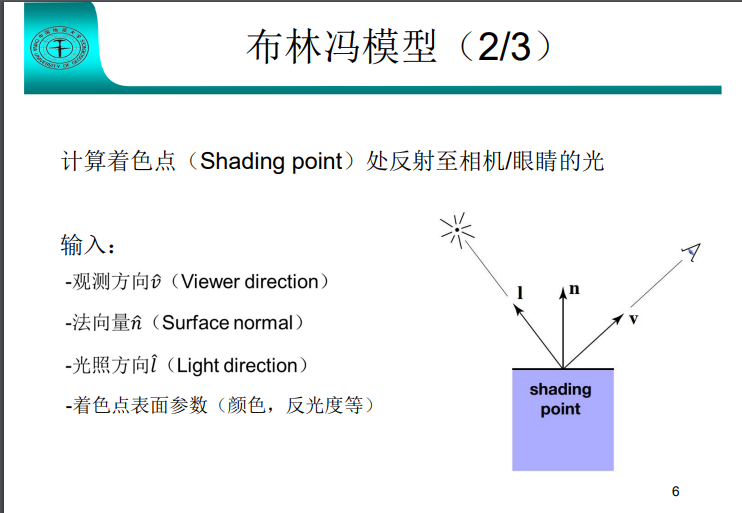 布林冯模型（2/3）
计算着色点（Shading point）处反射至相机/眼睛的光
输入：
-观测方向v̂（Viewer direction）
-法向量n̂（Surface normal）
-光照方向l̂（Light direction）
-着色点表面参数（颜色，反光度等）
l
n
v
shading
point
6